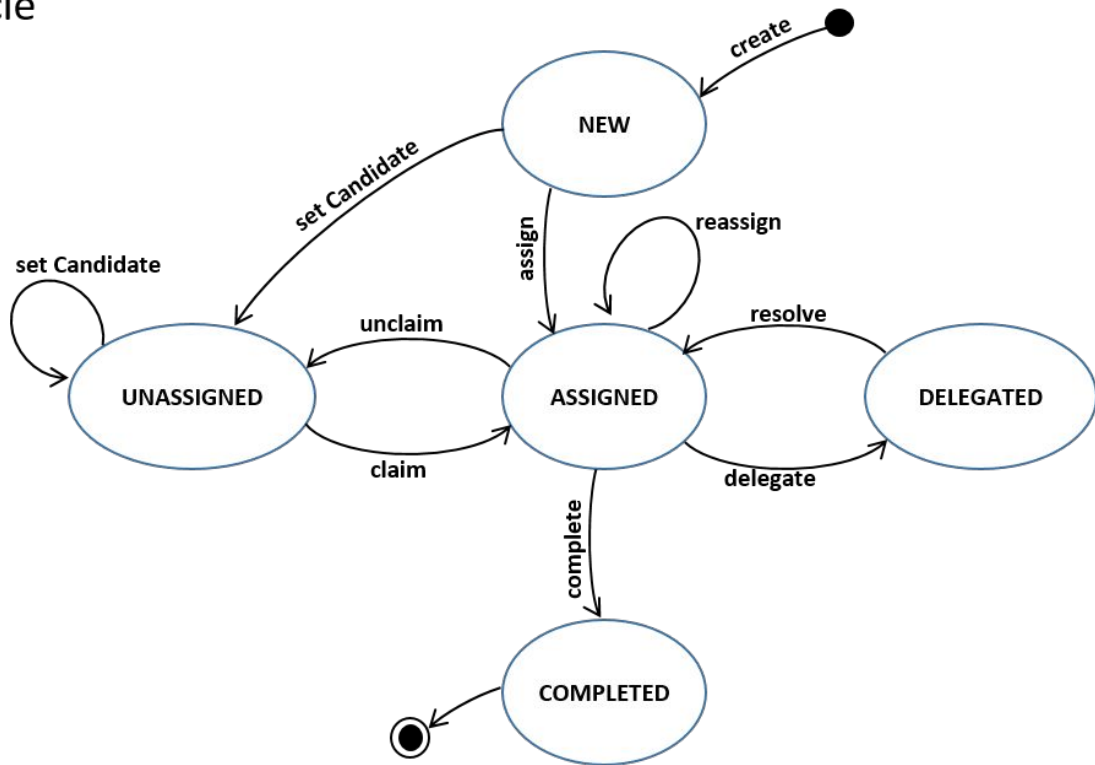 create
NEW
set Candidate
assign
reassign
set Candidate
unclaim
resolve
UNASSIGNED
ASSIGNED
DELEGATED
claim
delegate
complete
COMPLETED